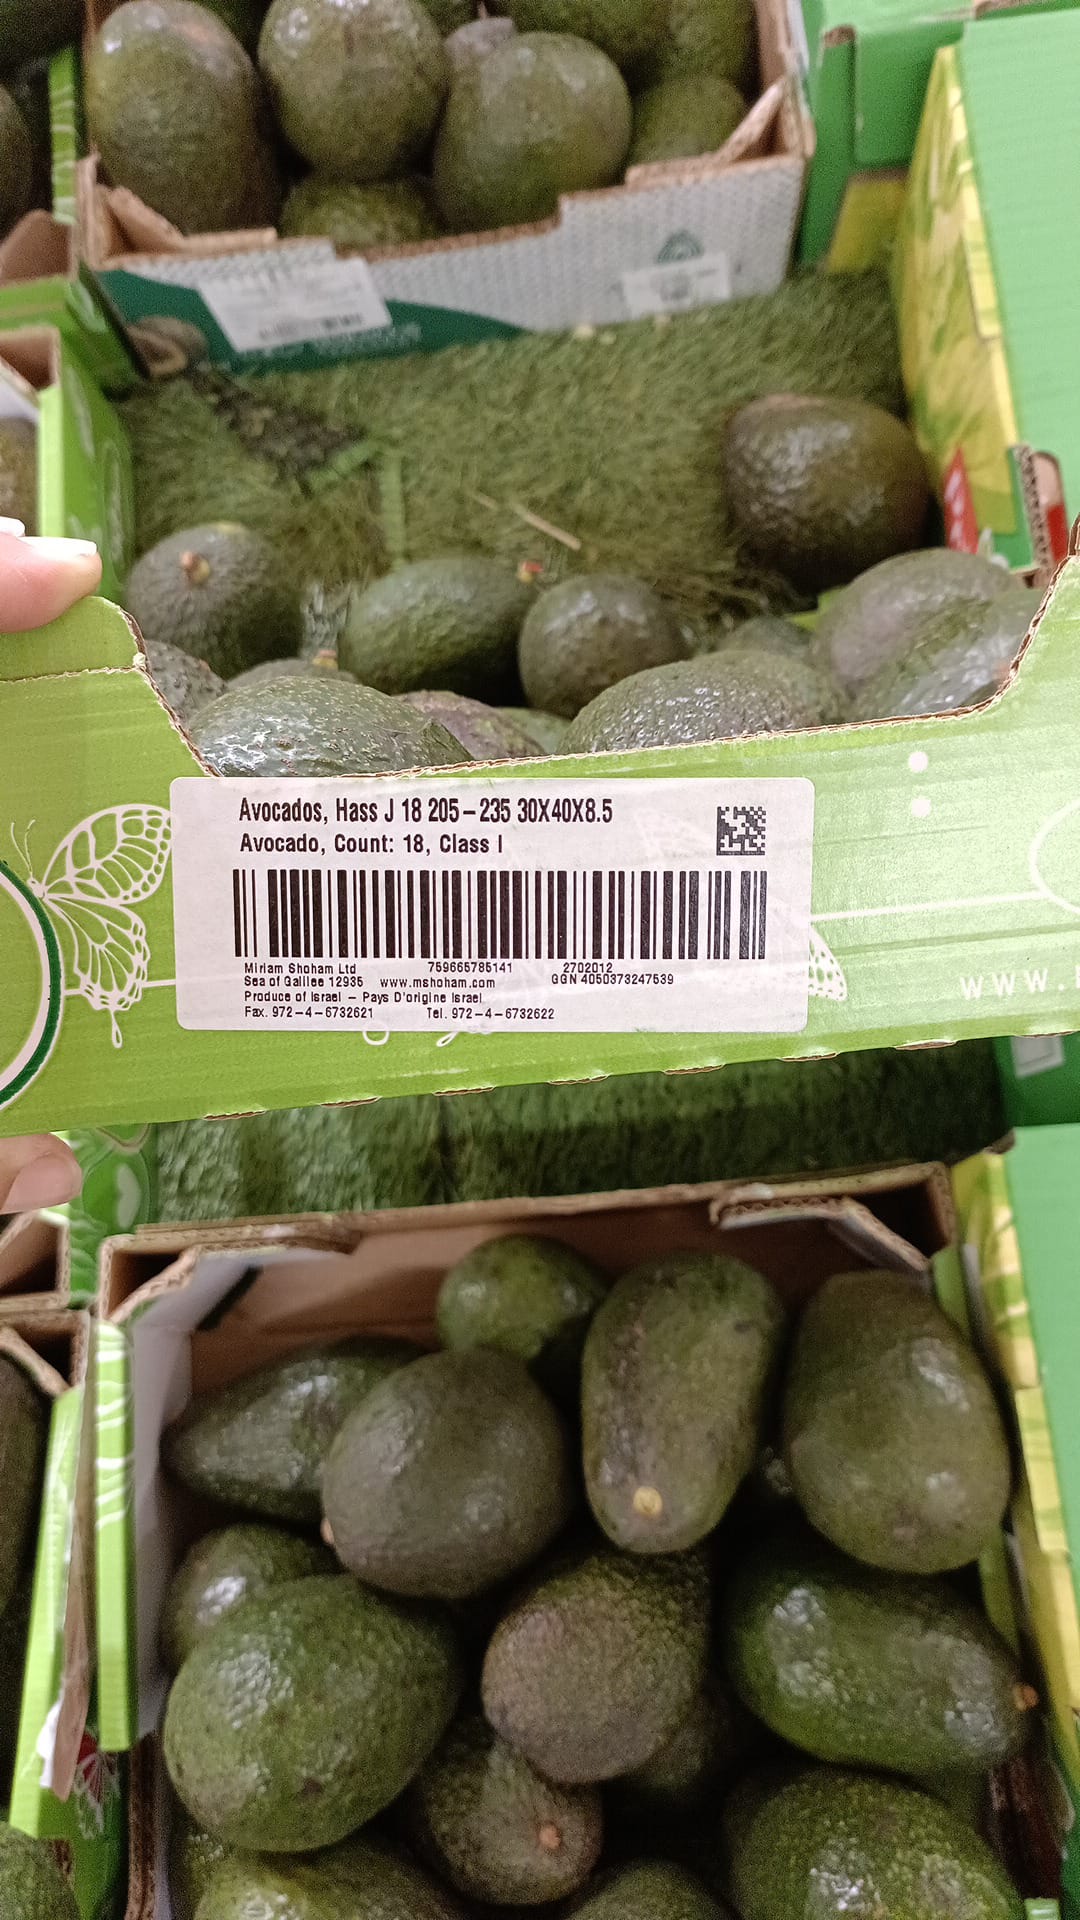 Avocados, Hass J 18 205-235 30X40X8.5
Avocado, Count: 18, Class I
Miriam Shoham Ltd 759665785141 2702012
Sea of Galilee 12935 www.mshoham.com GGN 4050373247539
Produce of Israel - Pays D'origine Israel
Fax. 972-4-6732621 Tel. 972-4-6732622
www.